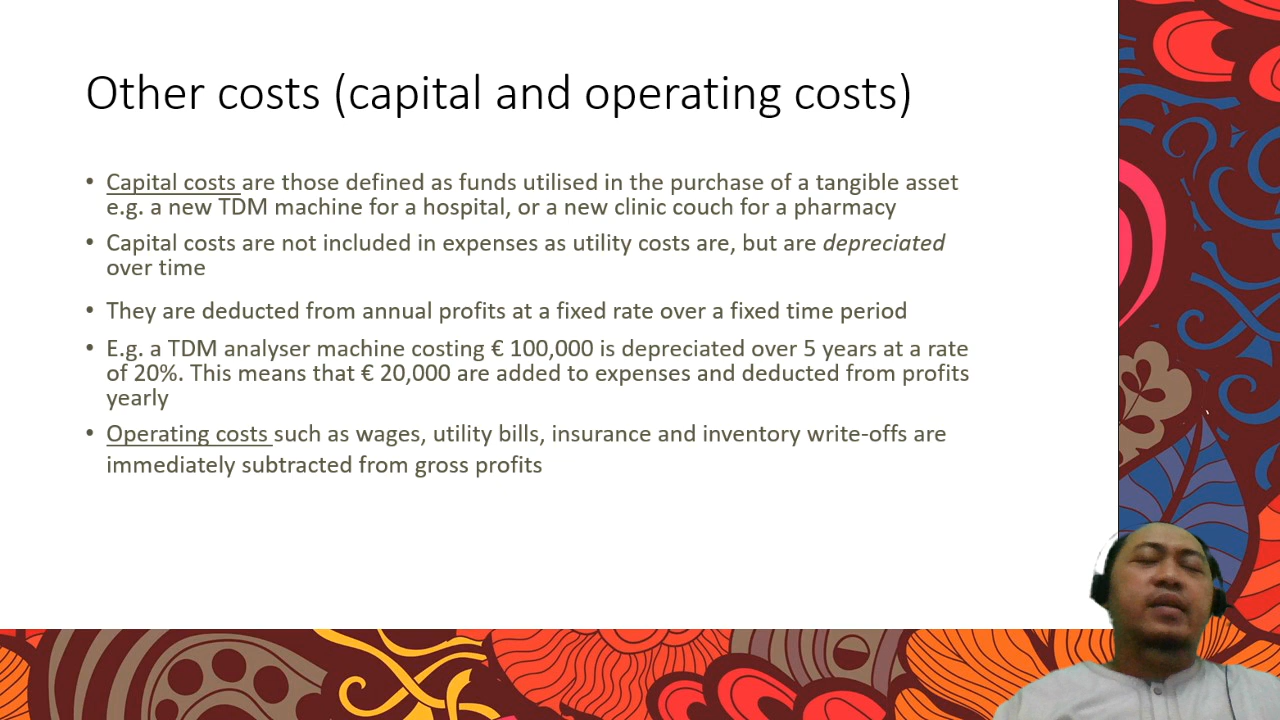 Other costs (capital and operating costs)
• Capital costs are those defined as funds utilised in the purchase of a tangible asset
e.g. a new TDM machine for a hospital, or a new clinic couch for a pharmacy
• Capital costs are not included in expenses as utility costs are, but are depreciated
over time
• They are deducted from annual profits at a fixed rate over a fixed time period
• E.g. a TDM analyser machine costing € 100,000 is depreciated over 5 years at a rate
of 20%. This means that € 20,000 are added to expenses and deducted from profits
yearly
• Operating costs such as wages, utility bills, insurance and inventory write-offs are
immediately subtracted from gross profits